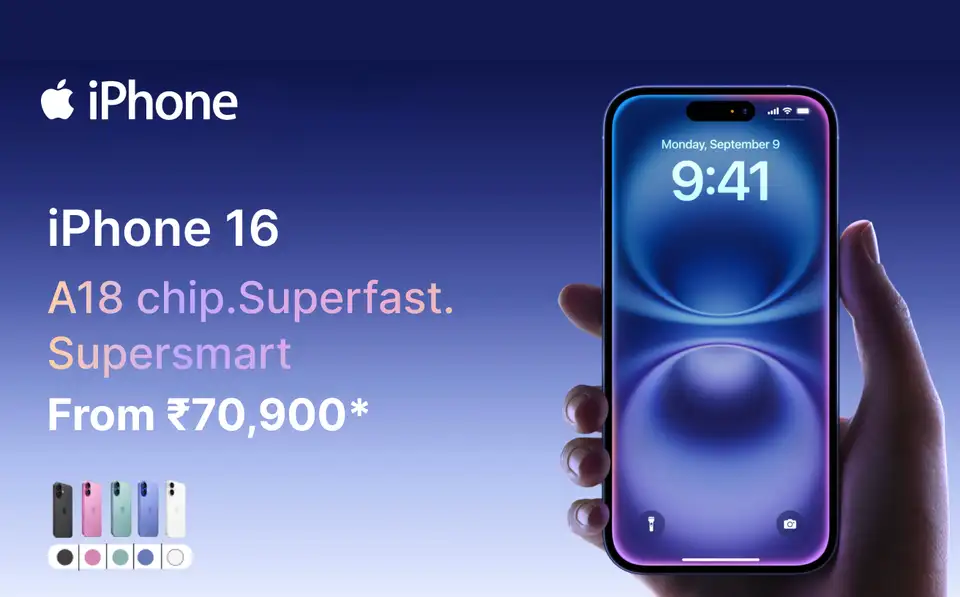 iPhone
iPhone 16
A18 chip.Superfast.
Supersmart
From ₹70,900*
Monday, September 9
9:41